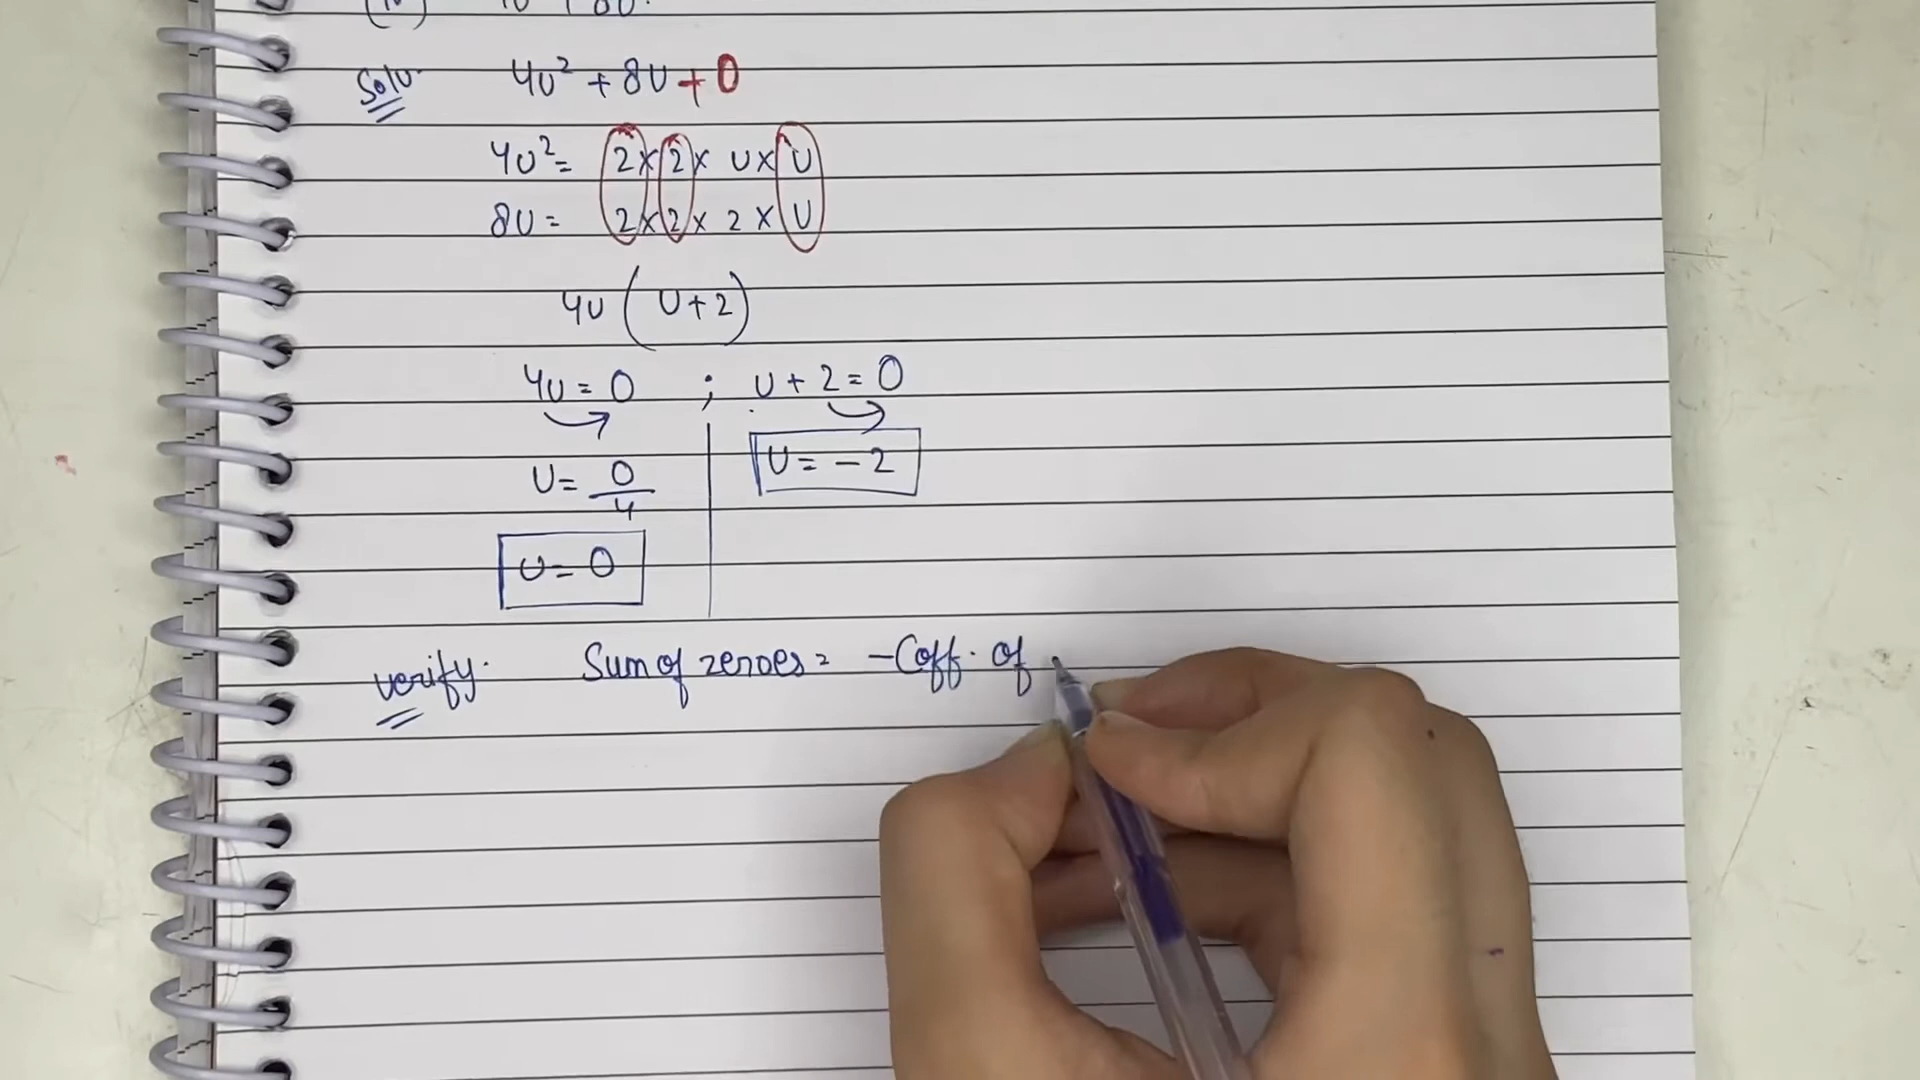 Solu. 4u² + 8u + 0
4u² = 2 × 2 × u × u
8u = 2 × 2 × 2 × u
4u ( u + 2 )
4u = 0 ; u + 2 = 0
u = 0/4 u = - 2
u = 0
verify. Sum of zeroes = - Coff. of